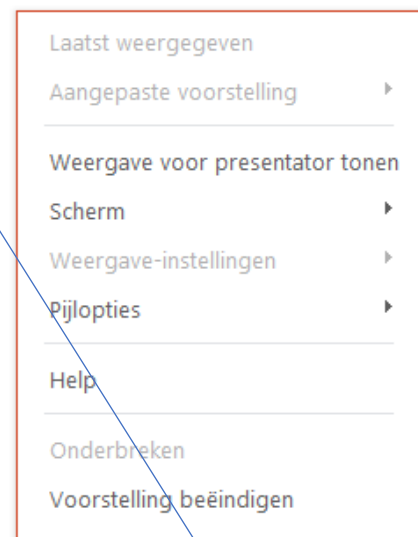 Laatst weergegeven
Aangepaste voorstelling
Weergave voor presentator tonen
Scherm
Weergave-instellingen
Pijlopties
Help
Onderbreken
Voorstelling beëindigen